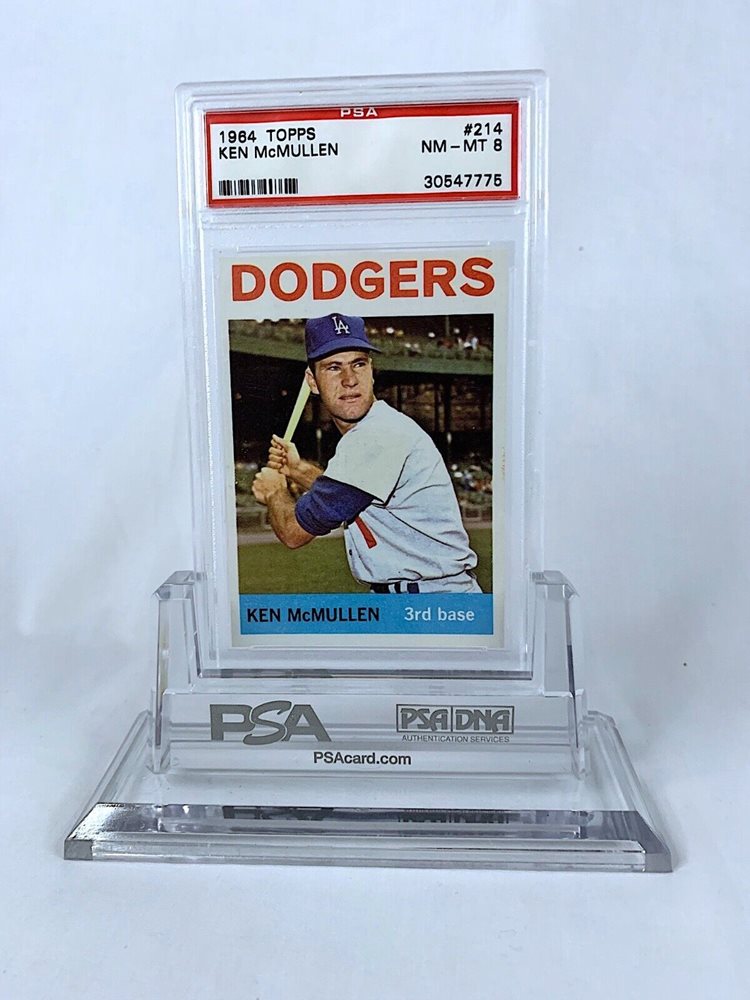 PSA
1964 TOPPS #214
KEN McMULLEN NM-MT 8
30547775
DODGERS
LA
KEN McMULLEN 3rd base
PSA PSA/DNA
AUTHENTICATION SERVICES
PSAcard.com